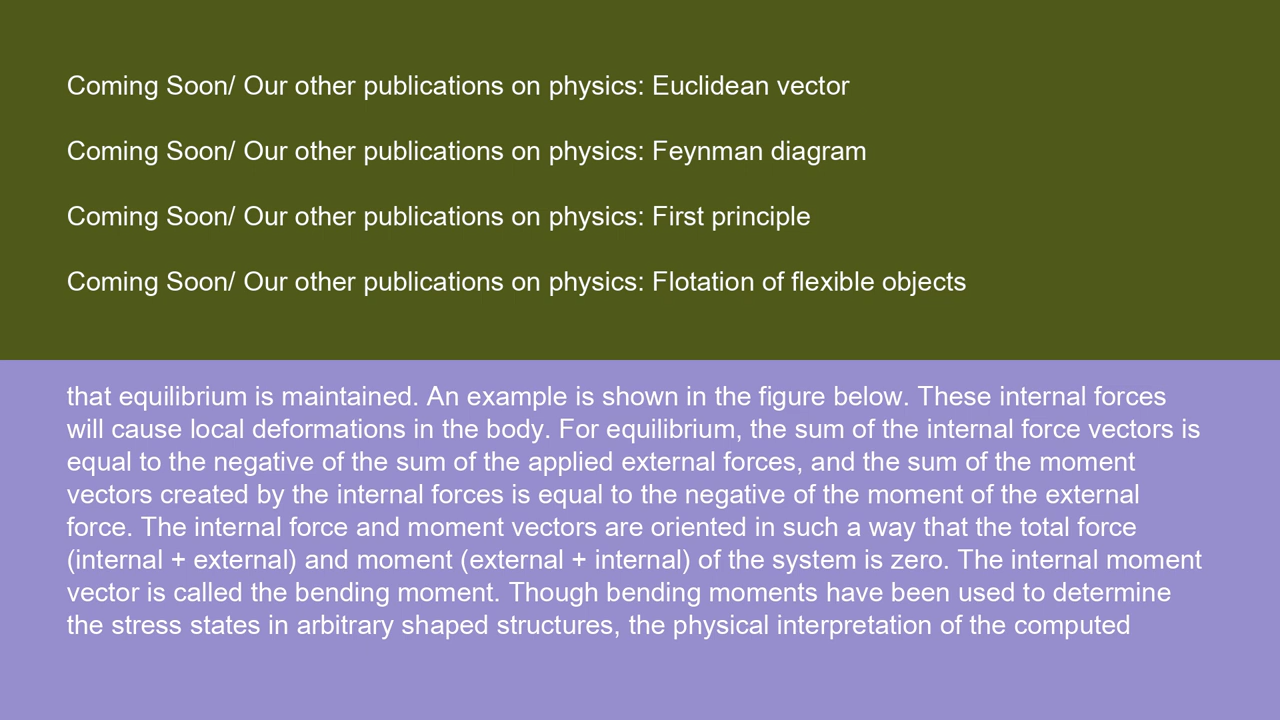 Coming Soon/ Our other publications on physics: Euclidean vector
Coming Soon/ Our other publications on physics: Feynman diagram
Coming Soon/ Our other publications on physics: First principle
Coming Soon/ Our other publications on physics: Flotation of flexible objects
that equilibrium is maintained. An example is shown in the figure below. These internal forces
will cause local deformations in the body. For equilibrium, the sum of the internal force vectors is
equal to the negative of the sum of the applied external forces, and the sum of the moment
vectors created by the internal forces is equal to the negative of the moment of the external
force. The internal force and moment vectors are oriented in such a way that the total force
(internal + external) and moment (external + internal) of the system is zero. The internal moment
vector is called the bending moment. Though bending moments have been used to determine
the stress states in arbitrary shaped structures, the physical interpretation of the computed